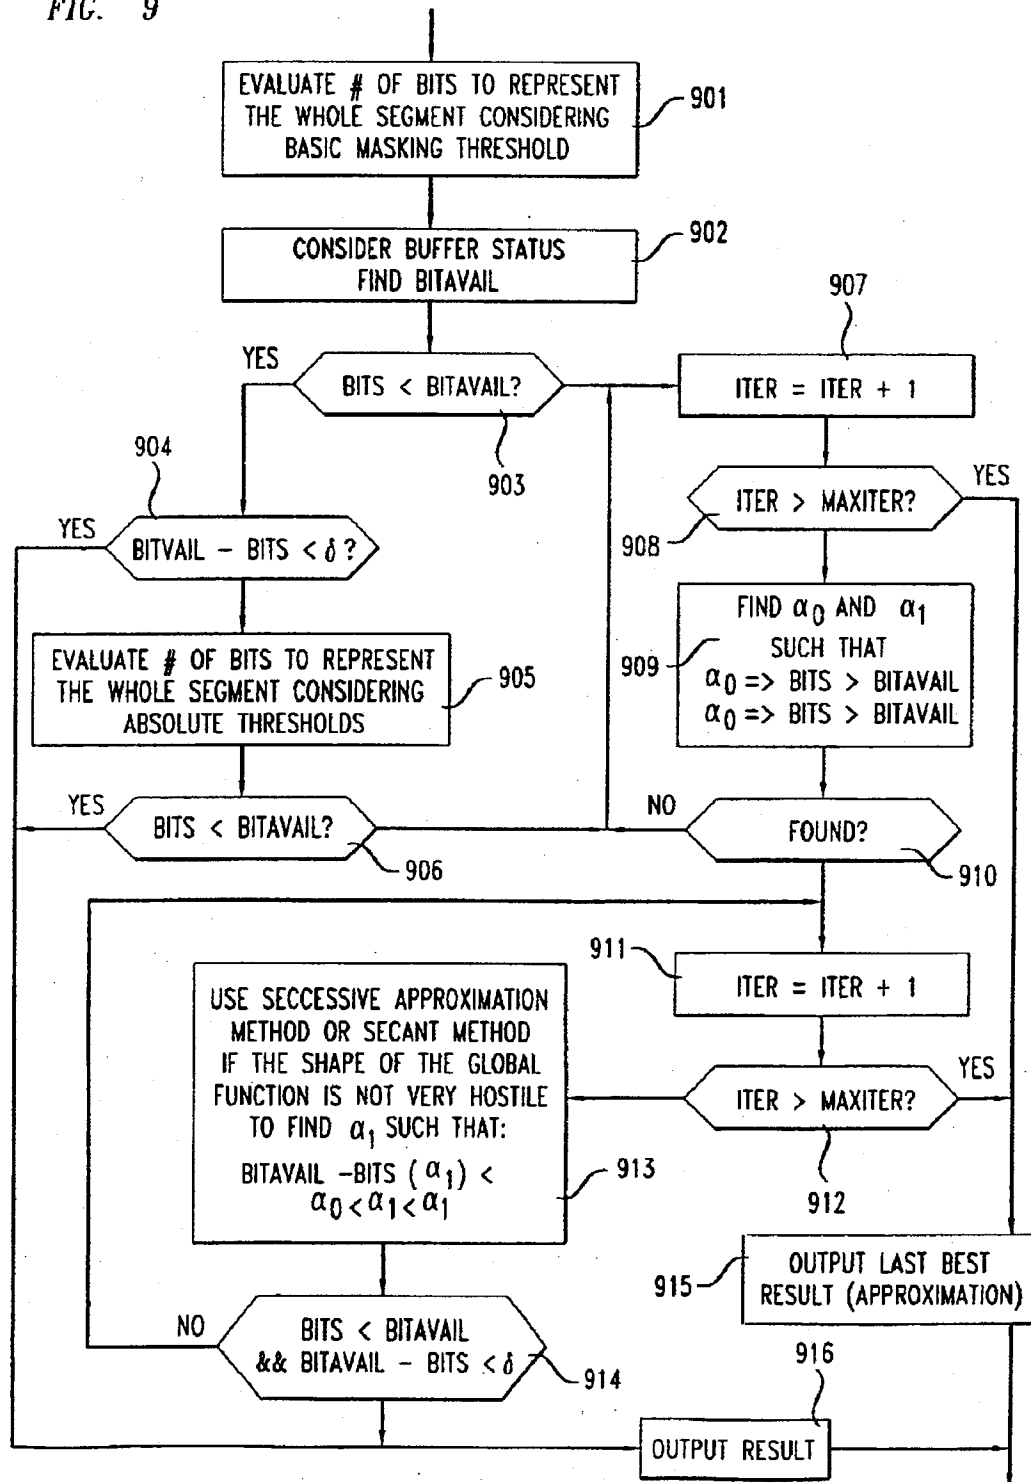 FIG. 9
EVALUATE # OF BITS TO REPRESENT
THE WHOLE SEGMENT CONSIDERING
BASIC MASKING THRESHOLD
901
CONSIDER BUFFER STATUS
FIND BITAVAIL
902
907
YES
BITS < BITAVAIL?
903
ITER = ITER + 1
904
YES
BITVAIL - BITS < δ?
ITER > MAXITER?
YES
908
EVALUATE # OF BITS TO REPRESENT
THE WHOLE SEGMENT CONSIDERING
ABSOLUTE THRESHOLDS
905
FIND α0 AND α1
SUCH THAT
α0 => BITS > BITAVAIL
α0 => BITS > BITAVAIL
909
YES
BITS < BITAVAIL?
906
NO
FOUND?
910
911
ITER = ITER + 1
USE SECCESSIVE APPROXIMATION
METHOD OR SECANT METHOD
IF THE SHAPE OF THE GLOBAL
FUNCTION IS NOT VERY HOSTILE
TO FIND α1 SUCH THAT:
BITAVAIL -BITS (α1) <
α0<α1<α1
913
ITER > MAXITER?
YES
912
915
OUTPUT LAST BEST
RESULT (APPROXIMATION)
NO
BITS < BITAVAIL
&& BITAVAIL - BITS < δ
914
916
OUTPUT RESULT